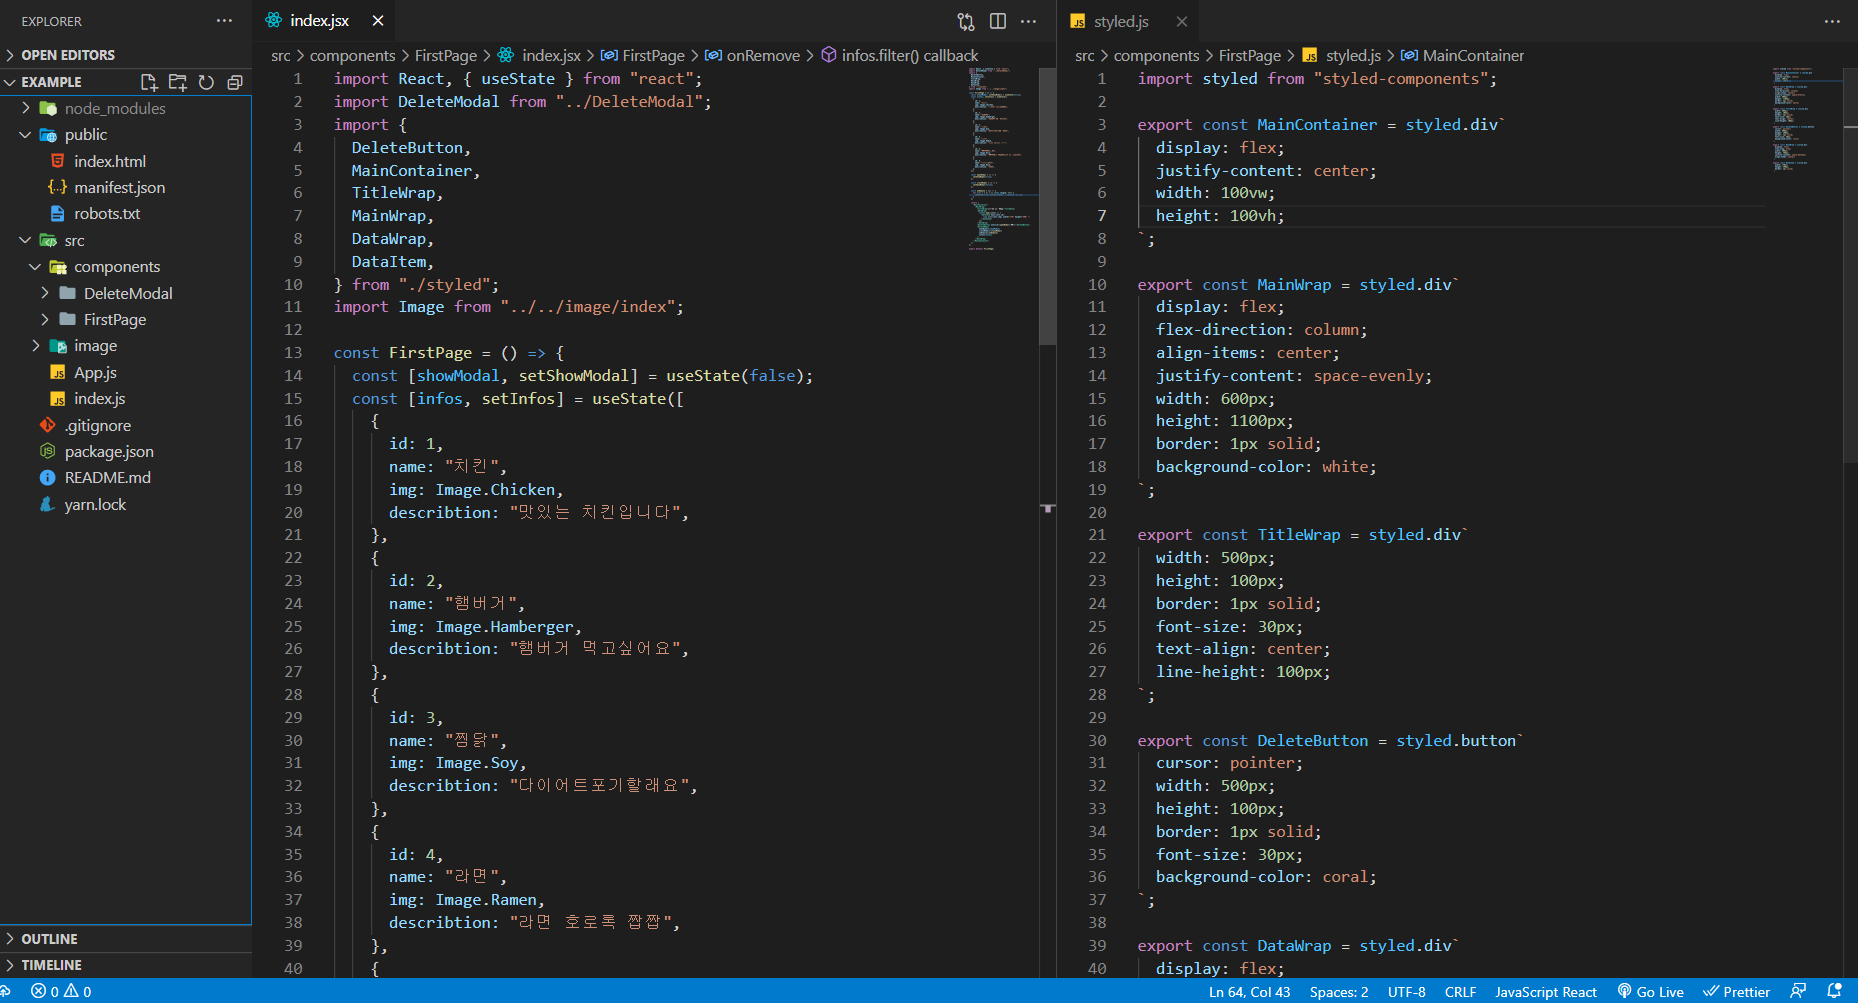 EXPLORER
OPEN EDITORS
EXAMPLE
node_modules
public
index.html
{..} manifest.json
robots.txt
src
components
DeleteModal
FirstPage
image
JS App.js
JS index.js
.gitignore
package.json
README.md
yarn.lock
OUTLINE
TIMELINE
index.jsx
src > components > FirstPage > index.jsx > FirstPage > onRemove > infos.filter() callback
1 import React, { useState } from "react";
2 import DeleteModal from "../DeleteModal";
3 import {
4 DeleteButton,
5 MainContainer,
6 TitleWrap,
7 MainWrap,
8 DataWrap,
9 DataItem,
10 } from "./styled";
11 import Image from "../../image/index";
12
13 const FirstPage = () => {
14 const [showModal, setShowModal] = useState(false);
15 const [infos, setInfos] = useState([
16 {
17 id: 1,
18 name: "치킨",
19 img: Image.Chicken,
20 describtion: "맛있는 치킨입니다",
21 },
22 {
23 id: 2,
24 name: "햄버거",
25 img: Image.Hamberger,
26 describtion: "햄버거 먹고싶어요",
27 },
28 {
29 id: 3,
30 name: "찜닭",
31 img: Image.Soy,
32 describtion: "다이어트포기할래요",
33 },
34 {
35 id: 4,
36 name: "라면",
37 img: Image.Ramen,
38 describtion: "라면 호로록 짭짭",
39 },
40 {
JS styled.js
src > components > FirstPage > JS styled.js > MainContainer
1 import styled from "styled-components";
2
3 export const MainContainer = styled.div`
4 display: flex;
5 justify-content: center;
6 width: 100vw;
7 height: 100vh;
8 `;
9
10 export const MainWrap = styled.div`
11 display: flex;
12 flex-direction: column;
13 align-items: center;
14 justify-content: space-evenly;
15 width: 600px;
16 height: 1100px;
17 border: 1px solid;
18 background-color: white;
19 `;
20
21 export const TitleWrap = styled.div`
22 width: 500px;
23 height: 100px;
24 border: 1px solid;
25 font-size: 30px;
26 text-align: center;
27 line-height: 100px;
28 `;
29
30 export const DeleteButton = styled.button`
31 cursor: pointer;
32 width: 500px;
33 height: 100px;
34 border: 1px solid;
35 font-size: 30px;
36 background-color: coral;
37 `;
38
39 export const DataWrap = styled.div`
40 display: flex;
0 0 Ln 64, Col 43 Spaces: 2 UTF-8 CRLF JavaScript React Go Live Prettier